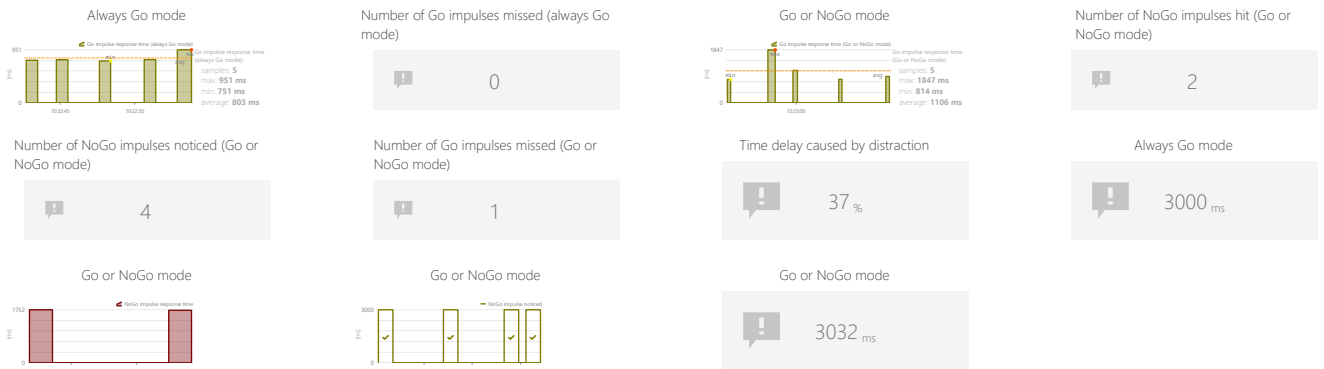 Always Go mode
Go impulse response time (always Go mode)
951
[ms]
0
min
max
avg
10:22:45
10:22:50
Go impulse response time
(always Go mode)
samples: 5
max: 951 ms
min: 751 ms
average: 803 ms
Number of Go impulses missed (always Go
mode)
0
Go or NoGo mode
Go impulse response time (Go or NoGo mode)
1847
[ms]
0
min
max
avg
10:23:00
Go impulse response time
(Go or NoGo mode)
samples: 5
max: 1847 ms
min: 814 ms
average: 1106 ms
Number of NoGo impulses hit (Go or
NoGo mode)
2
Number of NoGo impulses noticed (Go or
NoGo mode)
4
Number of Go impulses missed (Go or
NoGo mode)
1
Time delay caused by distraction
37 %
Always Go mode
3000 ms
Go or NoGo mode
NoGo impulse response time
1752
[ms]
0
Go or NoGo mode
NoGo impulse noticed
3000
[ms]
0
Go or NoGo mode
3032 ms